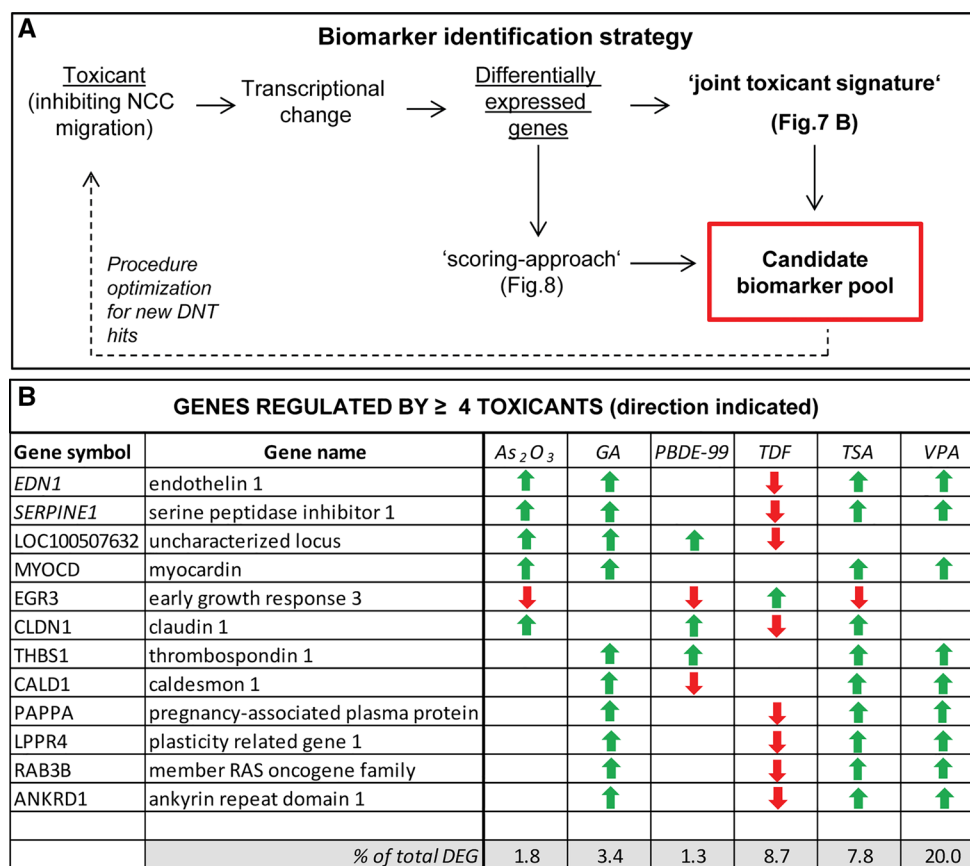 A
Biomarker identification strategy
Toxicant
(inhibiting NCC
migration)
Transcriptional
change
Differentially
expressed
genes
'joint toxicant signature'
(Fig.7 B)
Procedure
optimization
for new DNT
hits
'scoring-approach'
(Fig.8)
Candidate
biomarker pool
B
GENES REGULATED BY ≥ 4 TOXICANTS (direction indicated)
Gene symbol Gene name As₂O₃ GA PBDE-99 TDF TSA VPA
EDN1 endothelin 1
SERPINE1 serine peptidase inhibitor 1
LOC100507632 uncharacterized locus
MYOCD myocardin
EGR3 early growth response 3
CLDN1 claudin 1
THBS1 thrombospondin 1
CALD1 caldesmon 1
PAPPA pregnancy-associated plasma protein
LPPR4 plasticity related gene 1
RAB3B member RAS oncogene family
ANKRD1 ankyrin repeat domain 1
% of total DEG 1.8 3.4 1.3 8.7 7.8 20.0